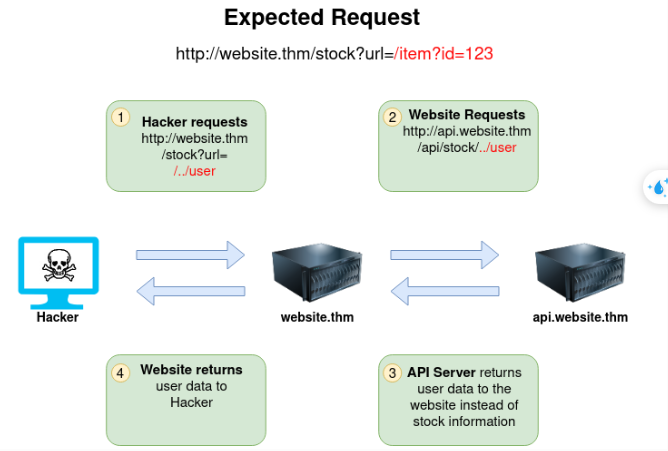 Expected Request
http://website.thm/stock?url=/item?id=123
1
Hacker requests
http://website.thm
/stock?url=
/../user
2
Website Requests
http://api.website.thm
/api/stock/../user
Hacker
website.thm
api.website.thm
4
Website returns
user data to
Hacker
3
API Server returns
user data to the
website instead of
stock information